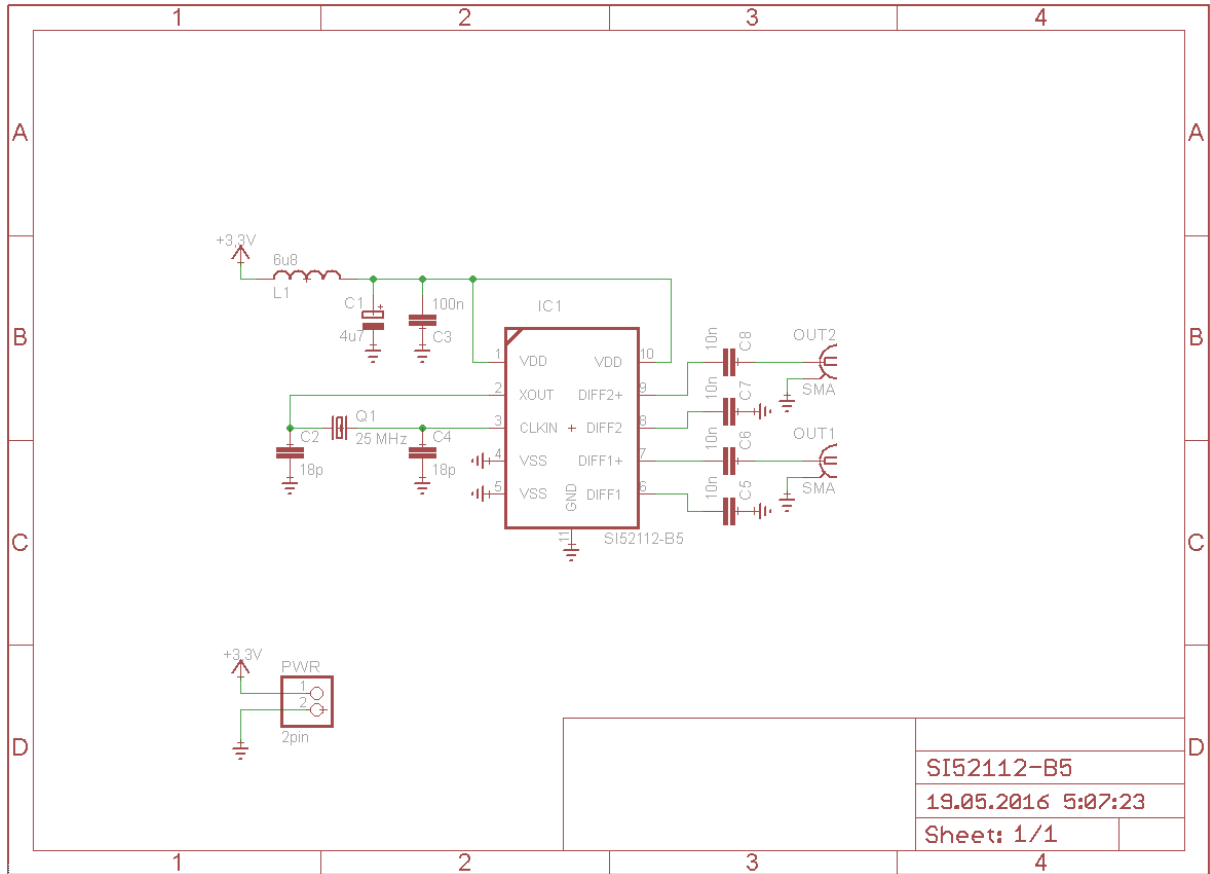 1 2 3 4
A A
+3,3V
6u8
L1
C1
4u7
100n
C3
IC1
B B
1 VDD
2 XOUT
3 CLKIN
4 VSS
5 VSS
VDD 10
DIFF2+ 9
DIFF2 8
DIFF1+ 7
DIFF1 6
GND
11
SI52112-B5
Q1
25 MHz
C2
18p
C4
18p
10n C8
10n C7
10n C6
10n C5
OUT2
SMA
OUT1
SMA
C C
+3,3V
PWR
1
2
2pin
D D
SI52112-B5
19.05.2016 5:07:23
Sheet: 1/1
1 2 3 4